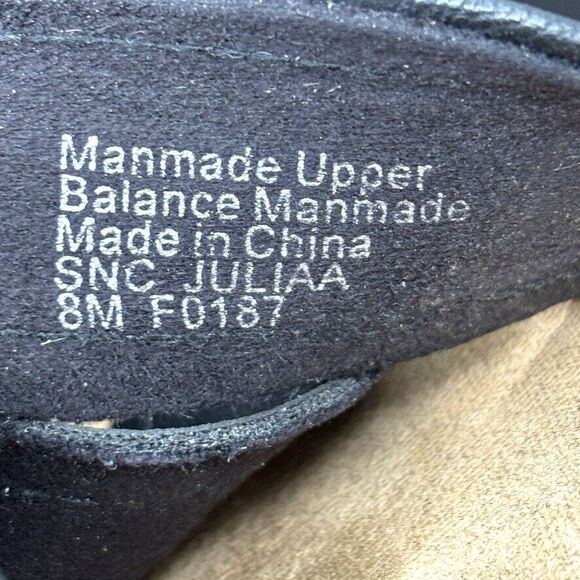 Manmade Upper
Balance Manmade
Made in China
SNC JULIAA
8M F0187